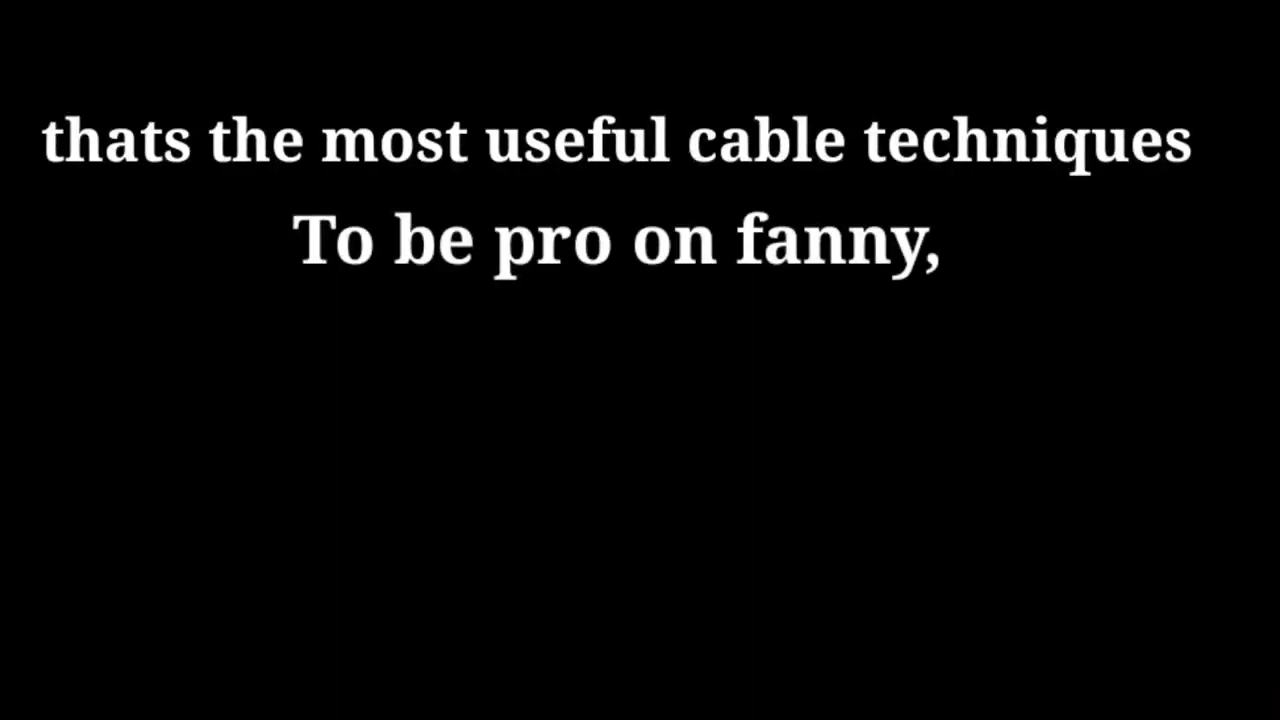 thats the most useful cable techniques
To be pro on fanny,